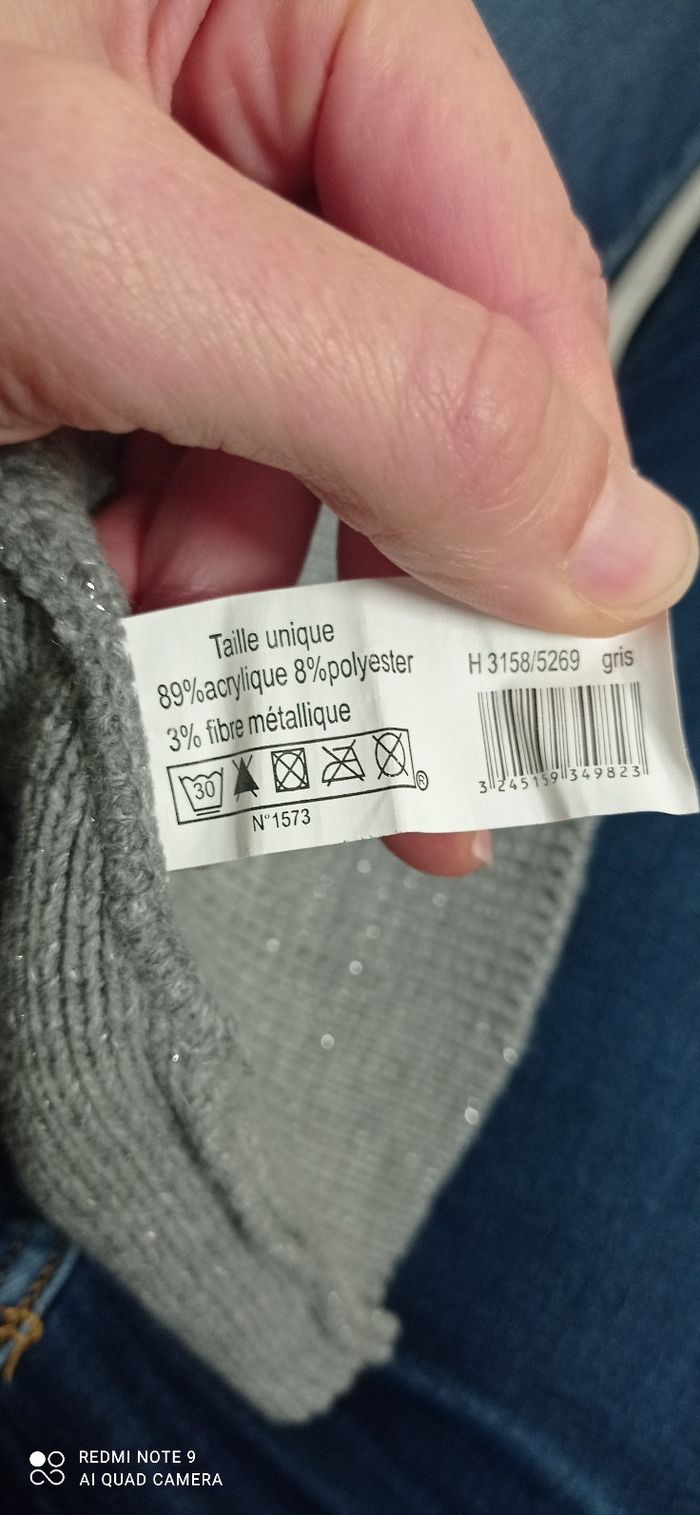 Taille unique
89%acrylique 8%polyester
3% fibre métallique
30
®
N°1573
H 3158/5269 gris
3 245159 349823
REDMI NOTE 9
AI QUAD CAMERA